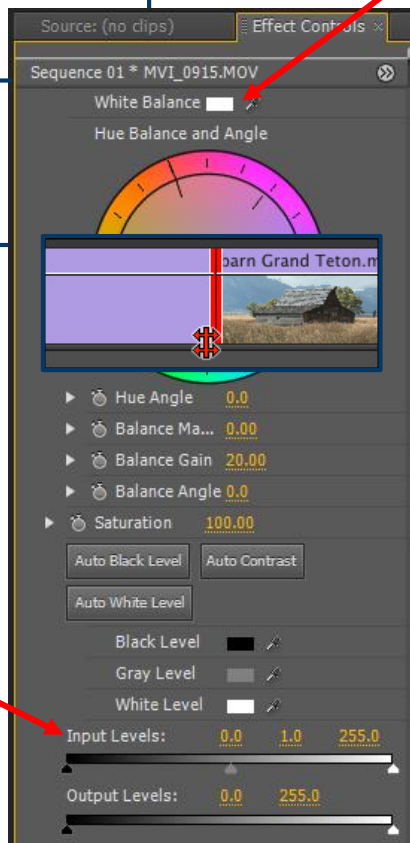 Source: (no clips) Effect Controls ×
Sequence 01 * MVI_0915.MOV
White Balance
Hue Balance and Angle
barn Grand Teton.m
Hue Angle 0.0
Balance Ma... 0.00
Balance Gain 20.00
Balance Angle 0.0
Saturation 100.00
Auto Black Level Auto Contrast
Auto White Level
Black Level
Gray Level
White Level
Input Levels: 0.0 1.0 255.0
Output Levels: 0.0 255.0